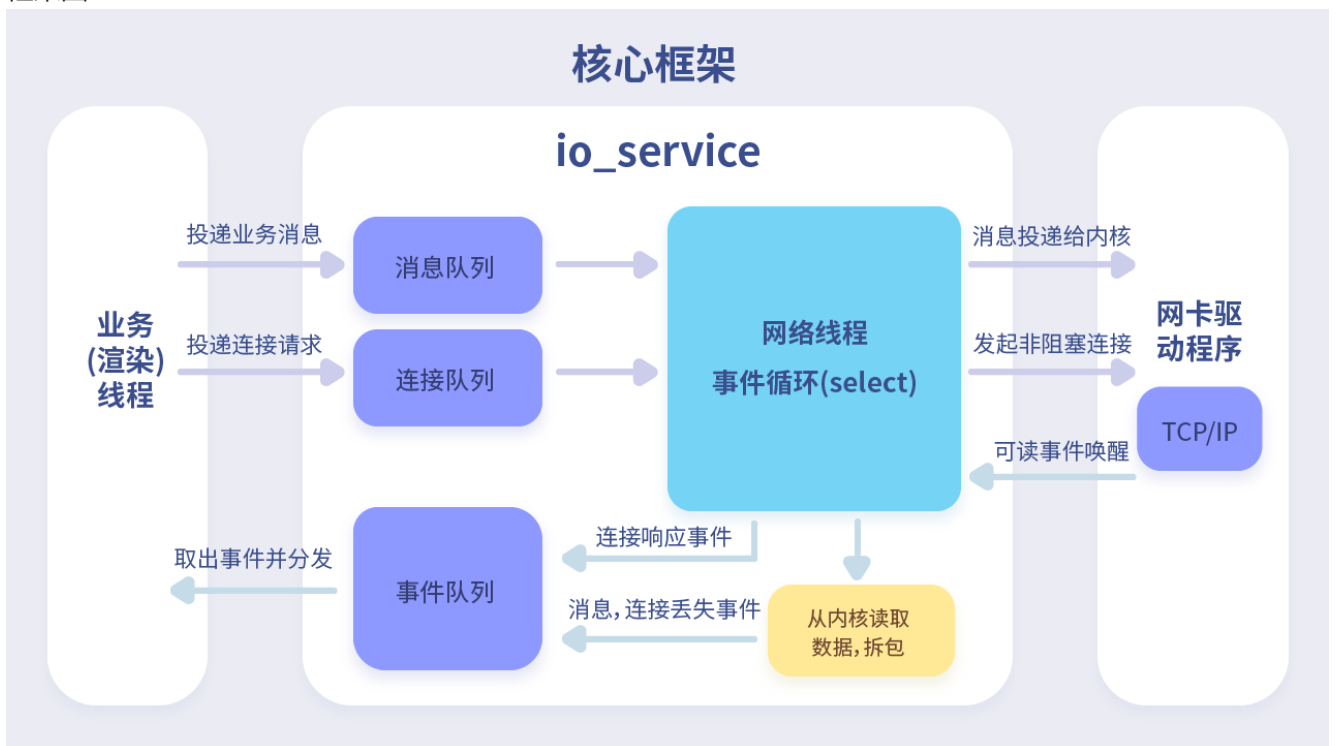 核心框架
io_service
业务
(渲染)
线程
投递业务消息
消息队列
投递连接请求
连接队列
网络线程
事件循环(select)
消息投递给内核
发起非阻塞连接
网卡驱
动程序
TCP/IP
可读事件唤醒
连接响应事件
取出事件并分发
事件队列
消息,连接丢失事件
从内核读取
数据,拆包